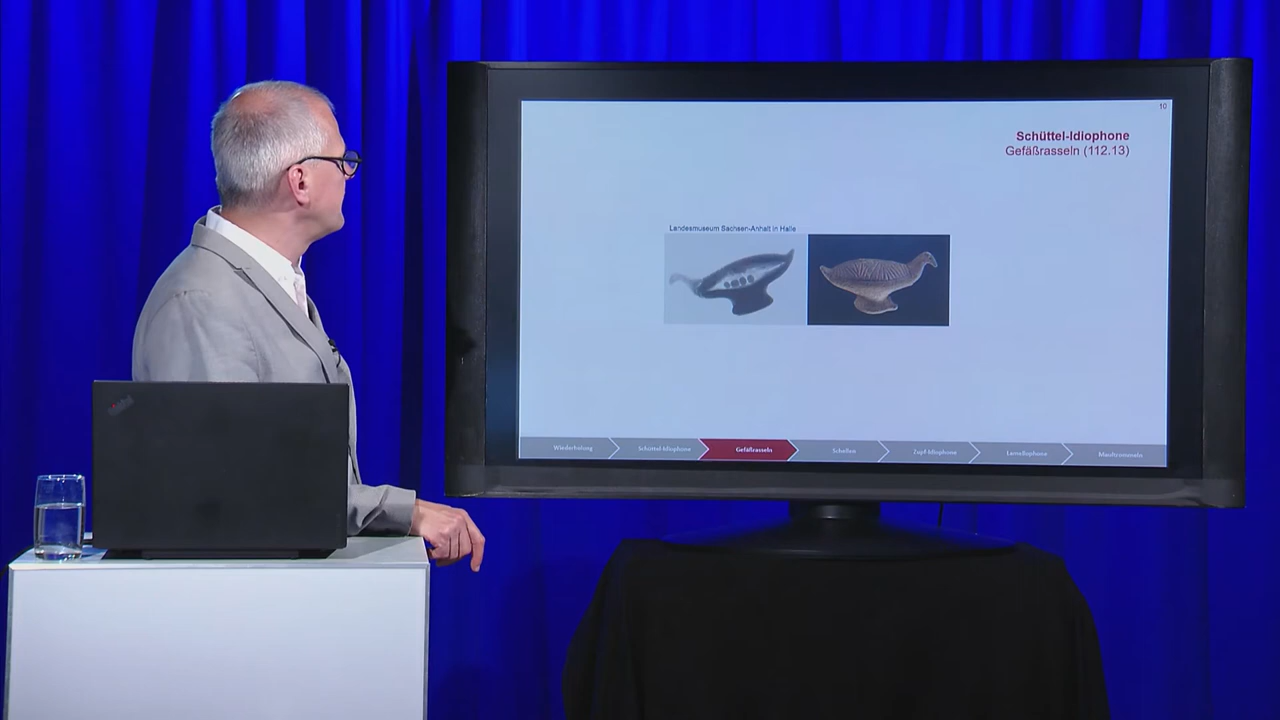 10
Schüttel-Idiophone
Gefäßrasseln (112.13)
Landesmuseum Sachsen-Anhalt in Halle
Wiederholung
Schüttel-Idiophone
Gefäßrasseln
Schellen
Zupf-Idiophone
Lamellophone
Maultrommeln
ThinkPad